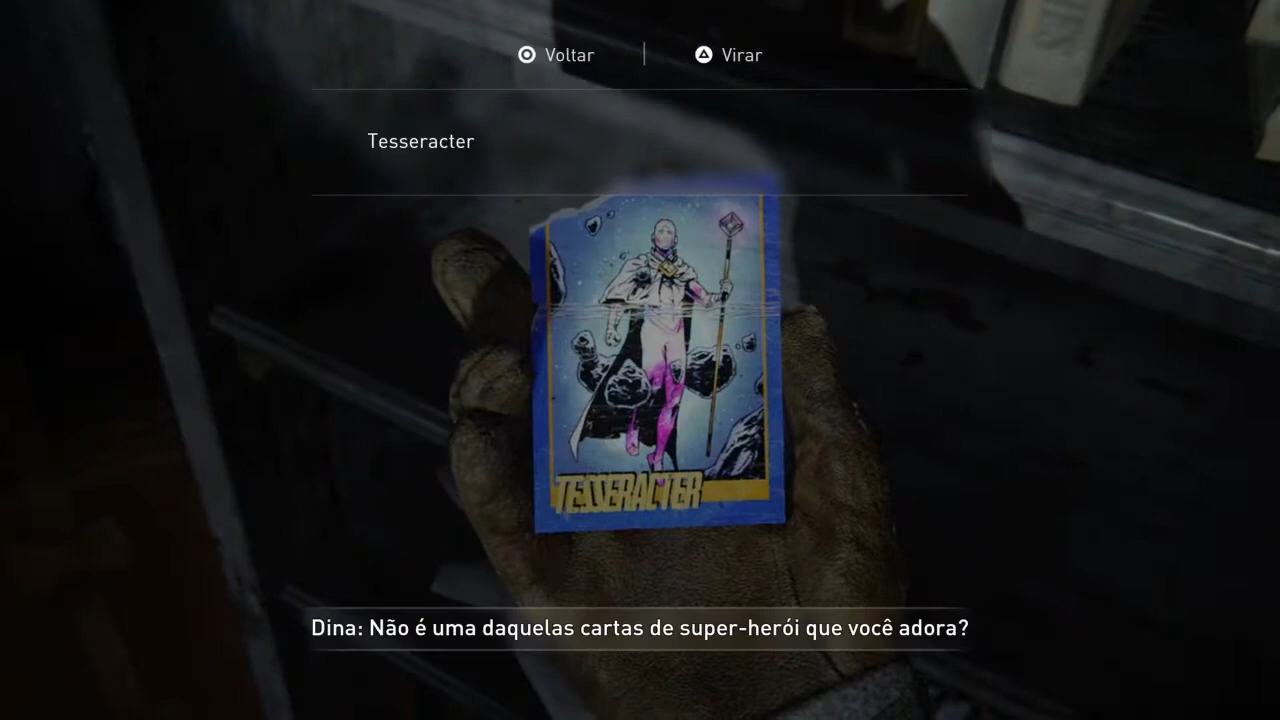 Voltar | Virar
Tesseracter
TESSERACTER
Dina: Não é uma daquelas cartas de super-herói que você adora?